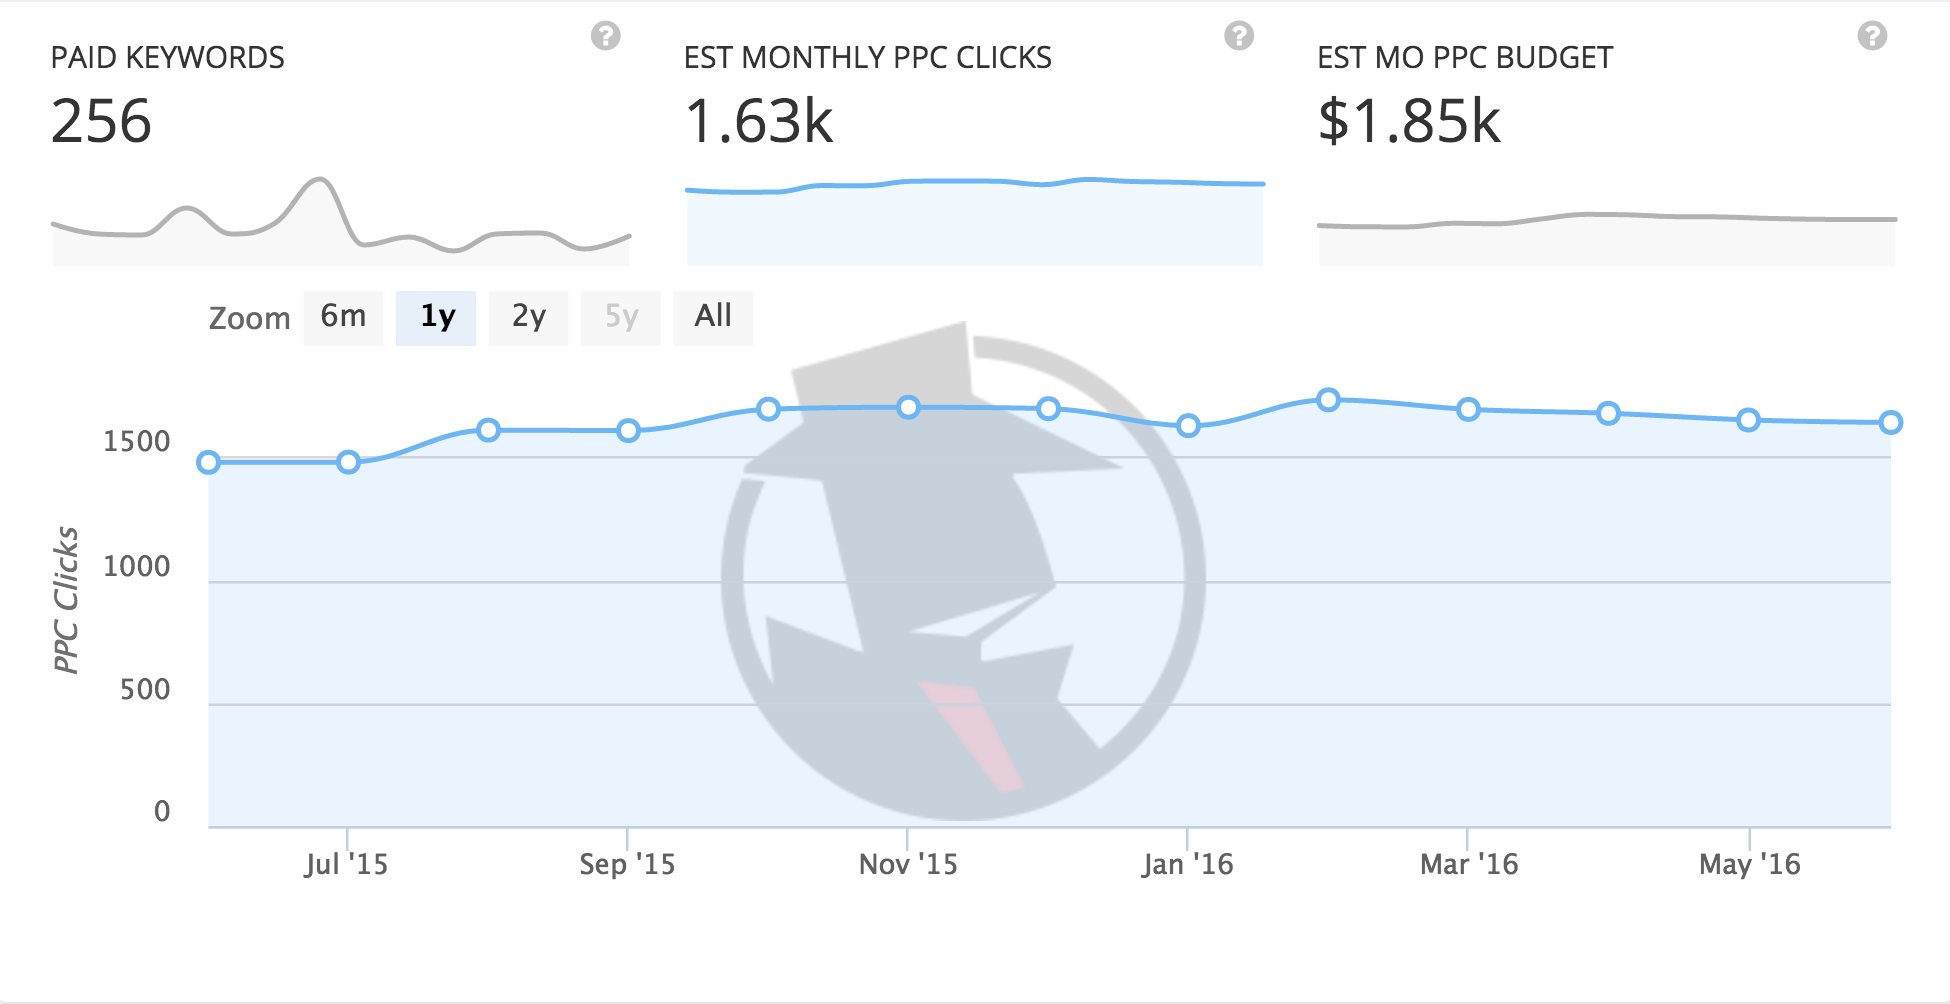 PAID KEYWORDS
?
256
EST MONTHLY PPC CLICKS
?
1.63k
EST MO PPC BUDGET
?
$1.85k
Zoom 6m 1y 2y 5y All
PPC Clicks
1500
1000
500
0
Jul '15 Sep '15 Nov '15 Jan '16 Mar '16 May '16